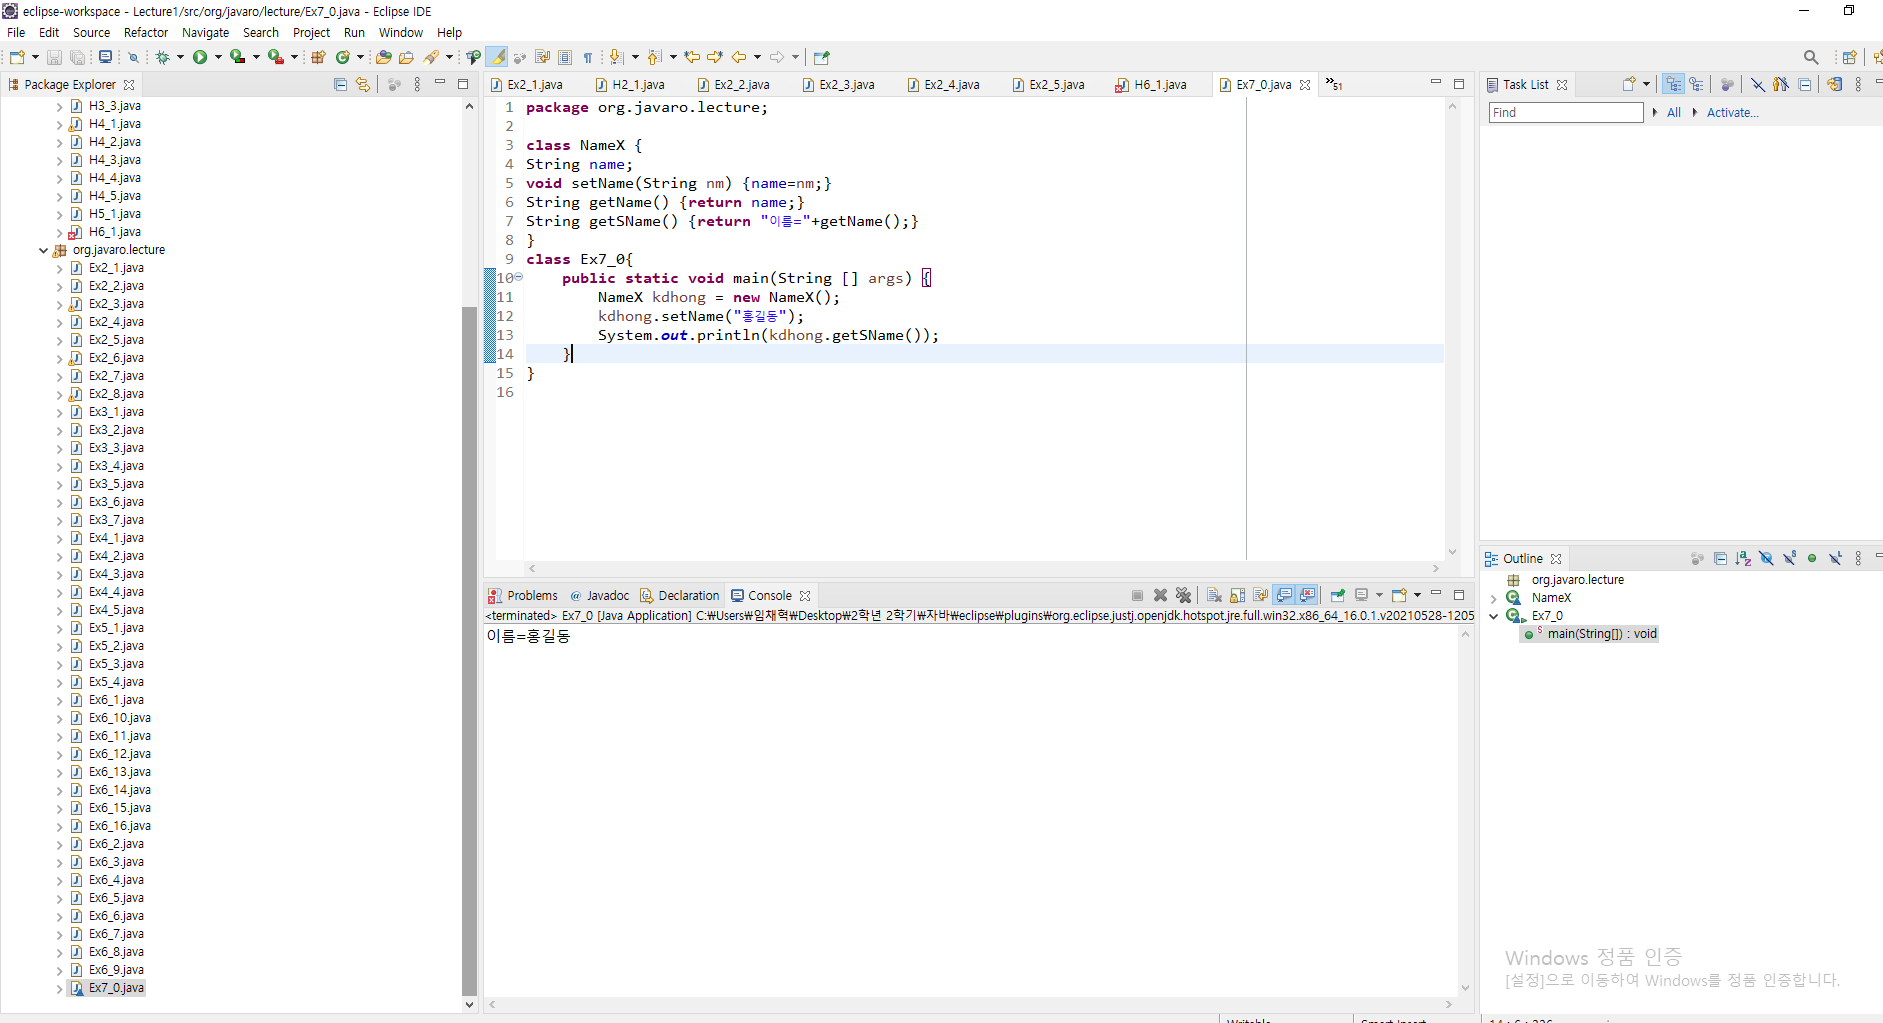 eclipse-workspace - Lecture1/src/org/javaro/lecture/Ex7_0.java - Eclipse IDE
File Edit Source Refactor Navigate Search Project Run Window Help
Package Explorer
H3_3.java
H4_1.java
H4_2.java
H4_3.java
H4_4.java
H4_5.java
H5_1.java
H6_1.java
org.javaro.lecture
Ex2_1.java
Ex2_2.java
Ex2_3.java
Ex2_4.java
Ex2_5.java
Ex2_6.java
Ex2_7.java
Ex2_8.java
Ex3_1.java
Ex3_2.java
Ex3_3.java
Ex3_4.java
Ex3_5.java
Ex3_6.java
Ex3_7.java
Ex4_1.java
Ex4_2.java
Ex4_3.java
Ex4_4.java
Ex4_5.java
Ex5_1.java
Ex5_2.java
Ex5_3.java
Ex5_4.java
Ex6_1.java
Ex6_10.java
Ex6_11.java
Ex6_12.java
Ex6_13.java
Ex6_14.java
Ex6_15.java
Ex6_16.java
Ex6_2.java
Ex6_3.java
Ex6_4.java
Ex6_5.java
Ex6_6.java
Ex6_7.java
Ex6_8.java
Ex6_9.java
Ex7_0.java
Ex2_1.java H2_1.java Ex2_2.java Ex2_3.java Ex2_4.java Ex2_5.java H6_1.java Ex7_0.java »51
1 package org.javaro.lecture;
2
3 class NameX {
4 String name;
5 void setName(String nm) {name=nm;}
6 String getName() {return name;}
7 String getSName() {return "이름="+getName();}
8 }
9 class Ex7_0{
10 public static void main(String [] args) {
11 NameX kdhong = new NameX();
12 kdhong.setName("홍길동");
13 System.out.println(kdhong.getSName());
14 }
15 }
16
Problems @ Javadoc Declaration Console
<terminated> Ex7_0 [Java Application] C:₩Users₩임채혁₩Desktop₩2학년 2학기₩자바₩eclipse₩plugins₩org.eclipse.justj.openjdk.hotspot.jre.full.win32.x86_64_16.0.1.v20210528-1205
이름=홍길동
Task List
Find All Activate...
Outline
org.javaro.lecture
NameX
Ex7_0
main(String[]) : void
Windows 정품 인증
[설정]으로 이동하여 Windows를 정품 인증합니다.